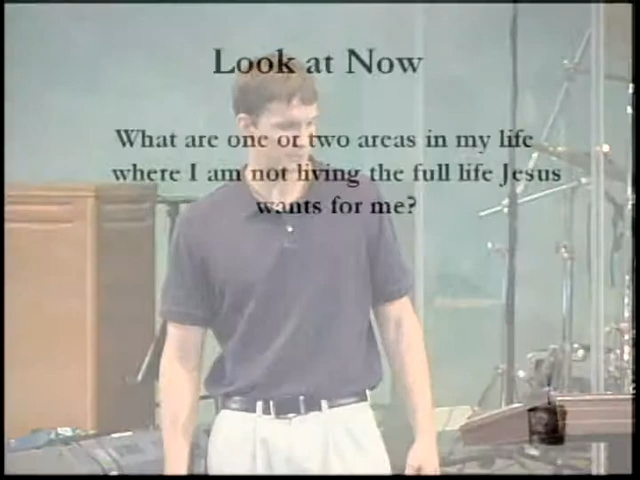 Look at Now
What are one or two areas in my life
where I am not living the full life Jesus
wants for me?